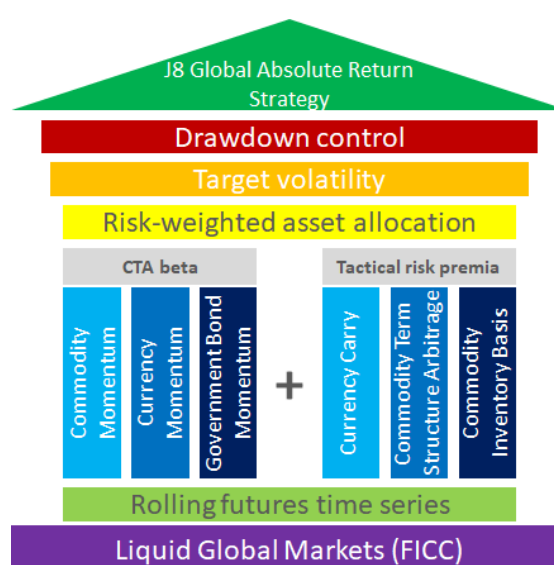 J8 Global Absolute Return
Strategy
Drawdown control
Target volatility
Risk-weighted asset allocation
CTA beta
Tactical risk premia
Commodity
Momentum
Currency
Momentum
Government Bond
Momentum
+
Currency Carry
Commodity Term
Structure Arbitrage
Commodity
Inventory Basis
Rolling futures time series
Liquid Global Markets (FICC)